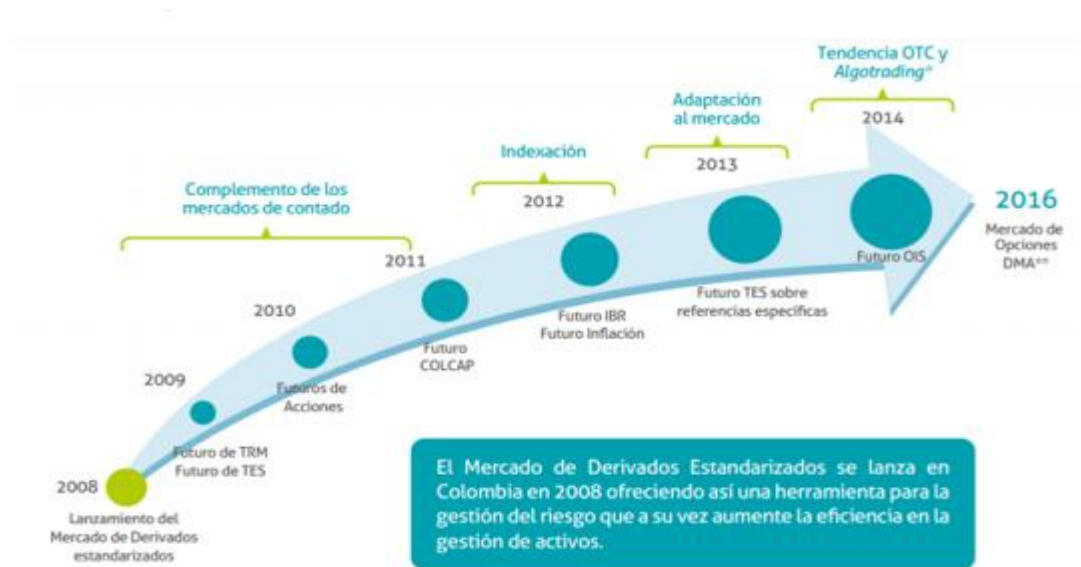 Tendencia OTC y
Algotrading*
2014
Adaptación
al mercado
2013
Indexación
2012
Complemento de los
mercados de contado
2011
2010
2009
2008
Lanzamiento del
Mercado de Derivados
estandarizados
Futuro de TRM
Futuro de TES
Futuros de
Acciones
Futuro
COLCAP
Futuro IBR
Futuro Inflación
Futuro TES sobre
referencias específicas
Futuro OIS
2016
Mercado de
Opciones
DMA**
El Mercado de Derivados Estandarizados se lanza en
Colombia en 2008 ofreciendo así una herramienta para la
gestión del riesgo que a su vez aumente la eficiencia en la
gestión de activos.